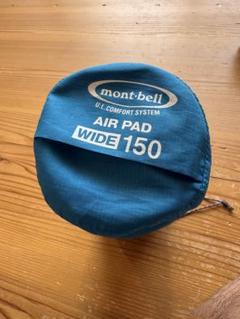 mont-bell
U.L. COMFORT SYSTEM
AIR PAD
WIDE 150